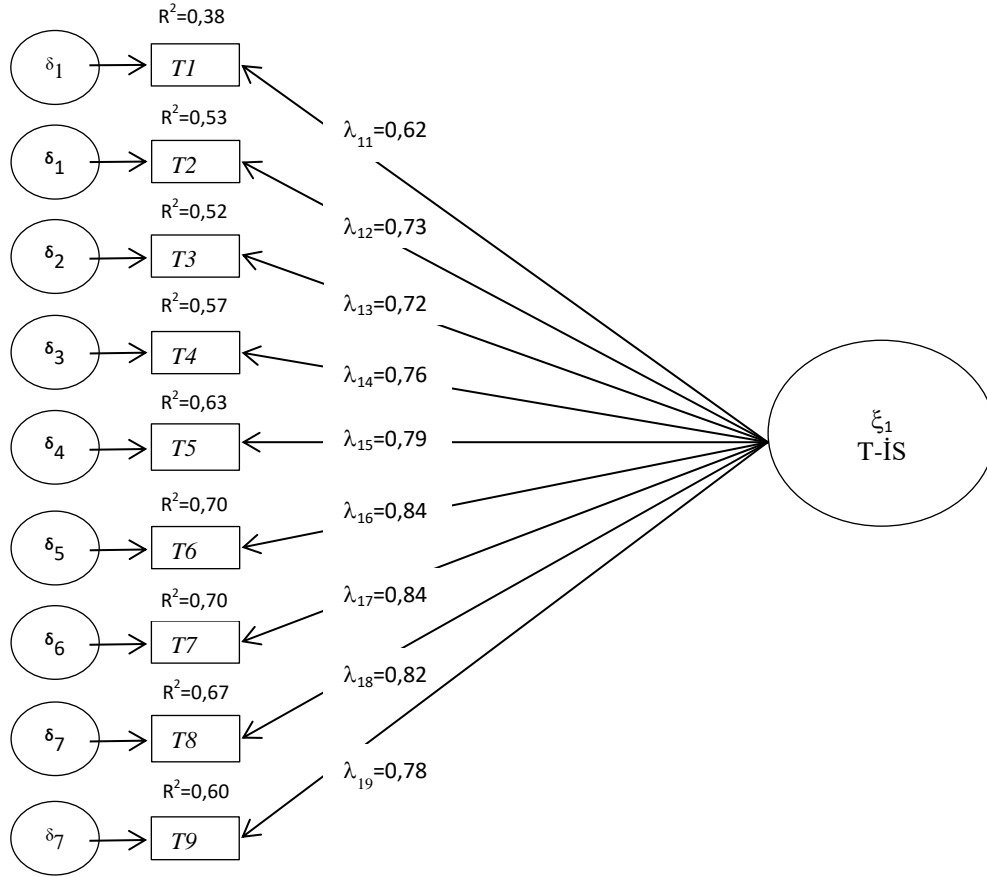 R²=0,38
δ1
T1
λ11=0,62
R²=0,53
δ1
T2
λ12=0,73
R²=0,52
δ2
T3
λ13=0,72
R²=0,57
δ3
T4
λ14=0,76
R²=0,63
δ4
T5
λ15=0,79
ξ1
T-İS
R²=0,70
δ5
T6
λ16=0,84
R²=0,70
δ6
T7
λ17=0,84
R²=0,67
δ7
T8
λ18=0,82
R²=0,60
δ7
T9
λ19=0,78